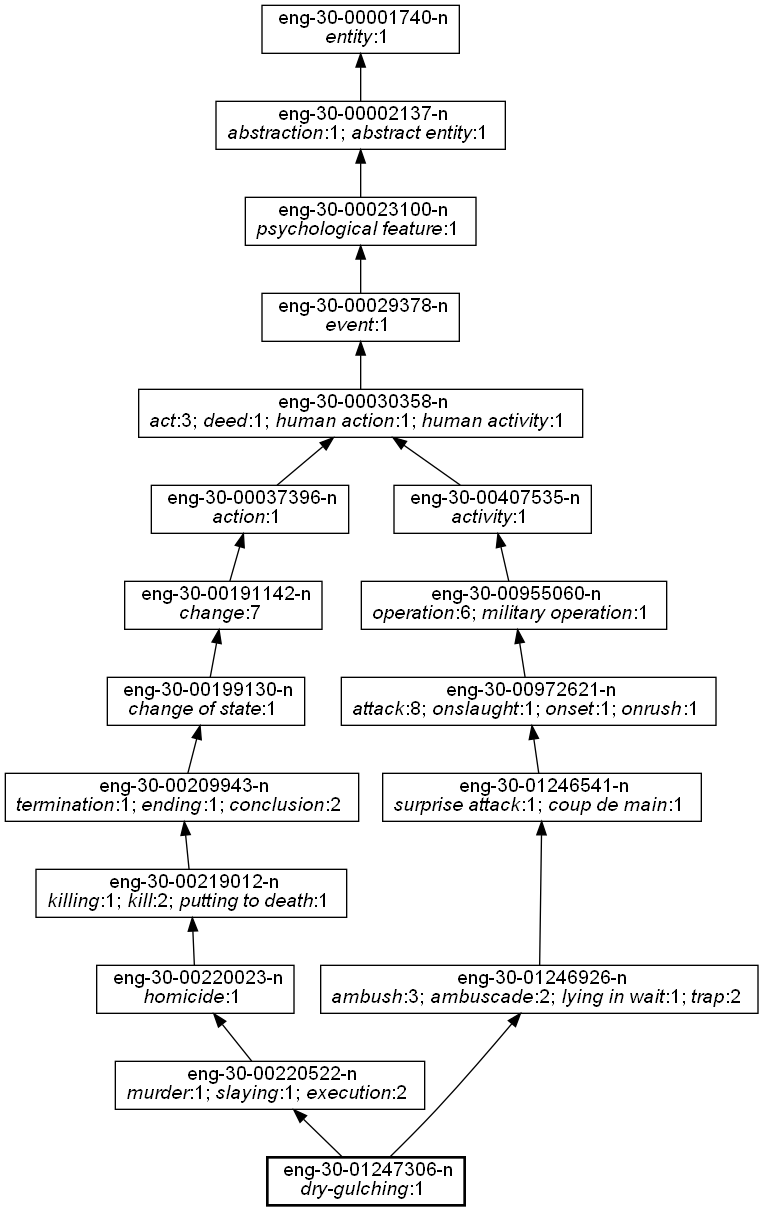 eng-30-00001740-n
entity:1
eng-30-00002137-n
abstraction:1; abstract entity:1
eng-30-00023100-n
psychological feature:1
eng-30-00029378-n
event:1
eng-30-00030358-n
act:3; deed:1; human action:1; human activity:1
eng-30-00037396-n
action:1
eng-30-00407535-n
activity:1
eng-30-00191142-n
change:7
eng-30-00955060-n
operation:6; military operation:1
eng-30-00199130-n
change of state:1
eng-30-00972621-n
attack:8; onslaught:1; onset:1; onrush:1
eng-30-00209943-n
termination:1; ending:1; conclusion:2
eng-30-01246541-n
surprise attack:1; coup de main:1
eng-30-00219012-n
killing:1; kill:2; putting to death:1
eng-30-00220023-n
homicide:1
eng-30-01246926-n
ambush:3; ambuscade:2; lying in wait:1; trap:2
eng-30-00220522-n
murder:1; slaying:1; execution:2
eng-30-01247306-n
dry-gulching:1